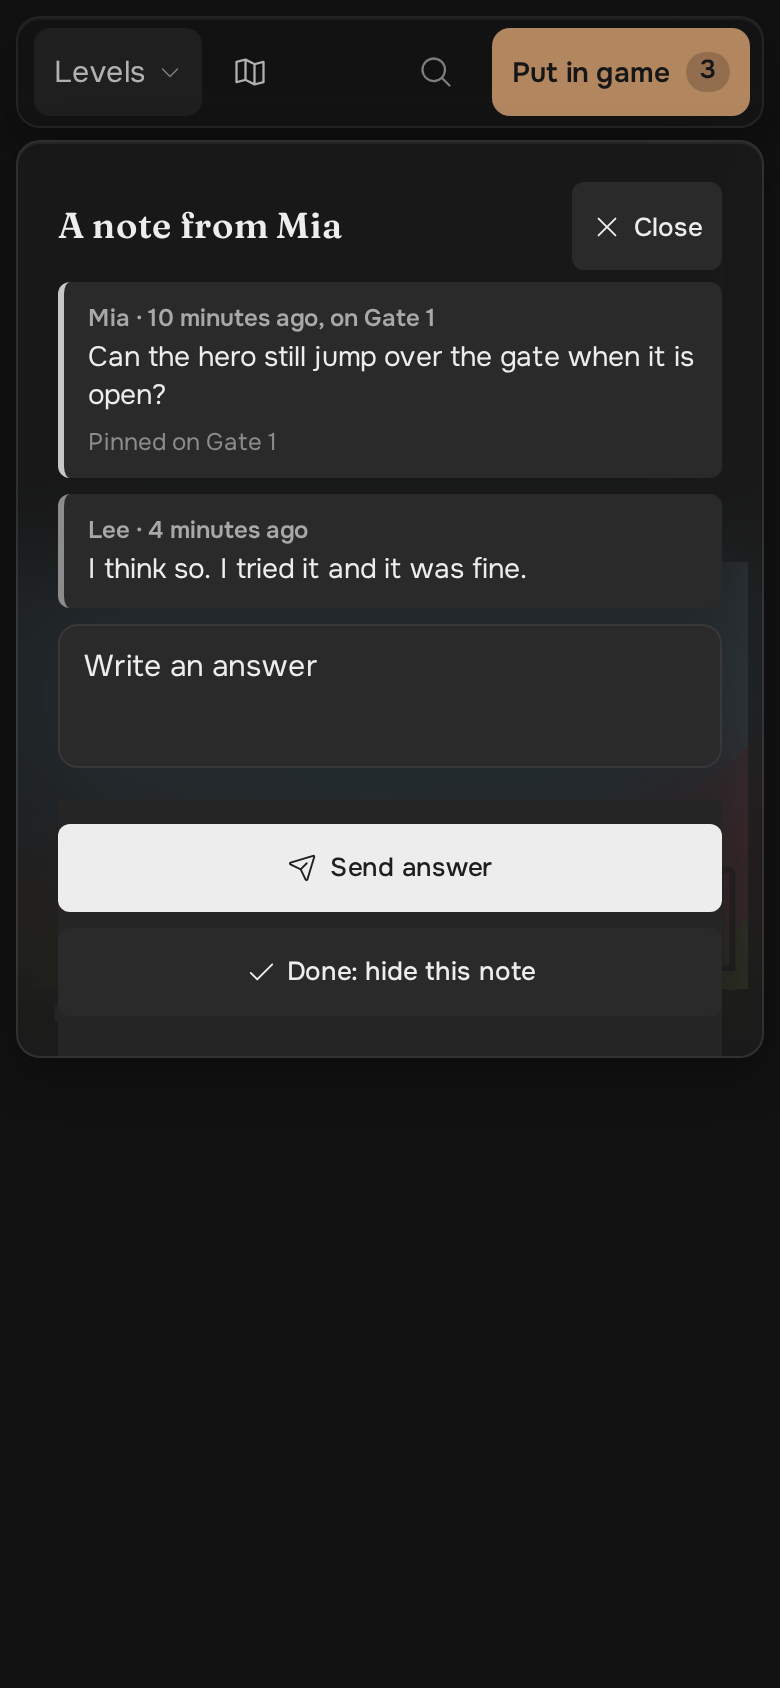 Levels
Put in game 3
A note from Mia
Close
Mia · 10 minutes ago, on Gate 1
Can the hero still jump over the gate when it is
open?
Pinned on Gate 1
Lee · 4 minutes ago
I think so. I tried it and it was fine.
Write an answer
Send answer
Done: hide this note